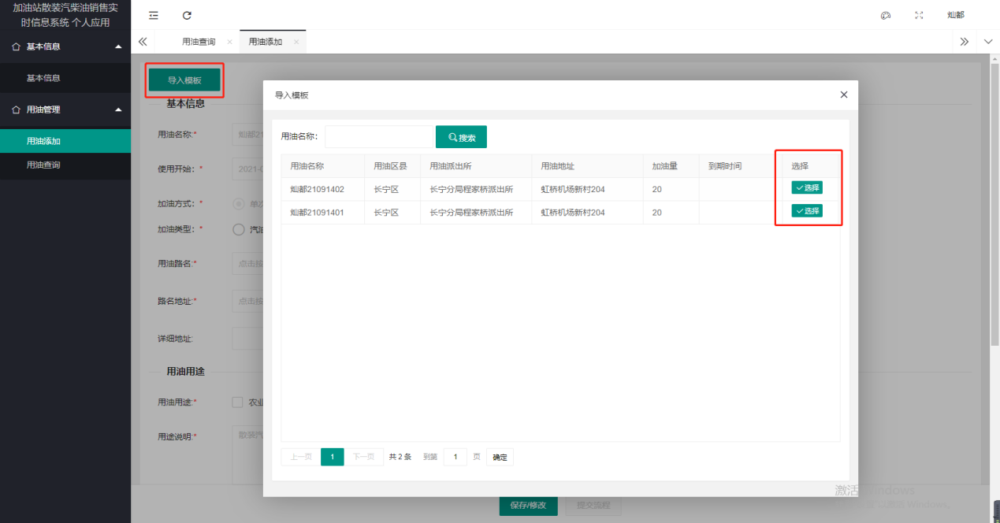 加油站散装汽柴油销售实
时信息系统 个人应用
灿都
用油查询 × 用油添加 ×
基本信息
基本信息
用油管理
用油添加
用油查询
导入模板
基本信息
用油名称:* 灿都21
使用开始: * 2021-0
加油方式: * 单次
加油类型: * 汽油
用油路名:* 点击按
路名地址:* 点击按
详细地址:
用油用途
用油用途:* 农业
用途说明:* 散装汽
导入模板
用油名称: 搜索
用油名称 用油区县 用油派出所 用油地址 加油量 到期时间 选择
灿都21091402 长宁区 长宁分局程家桥派出所 虹桥机场新村204 20 选择
灿都21091401 长宁区 长宁分局程家桥派出所 虹桥机场新村204 20 选择
上一页 1 下一页 共 2 条 到第 1 页 确定
保存/修改 提交流程
激活 Windows
Windows。